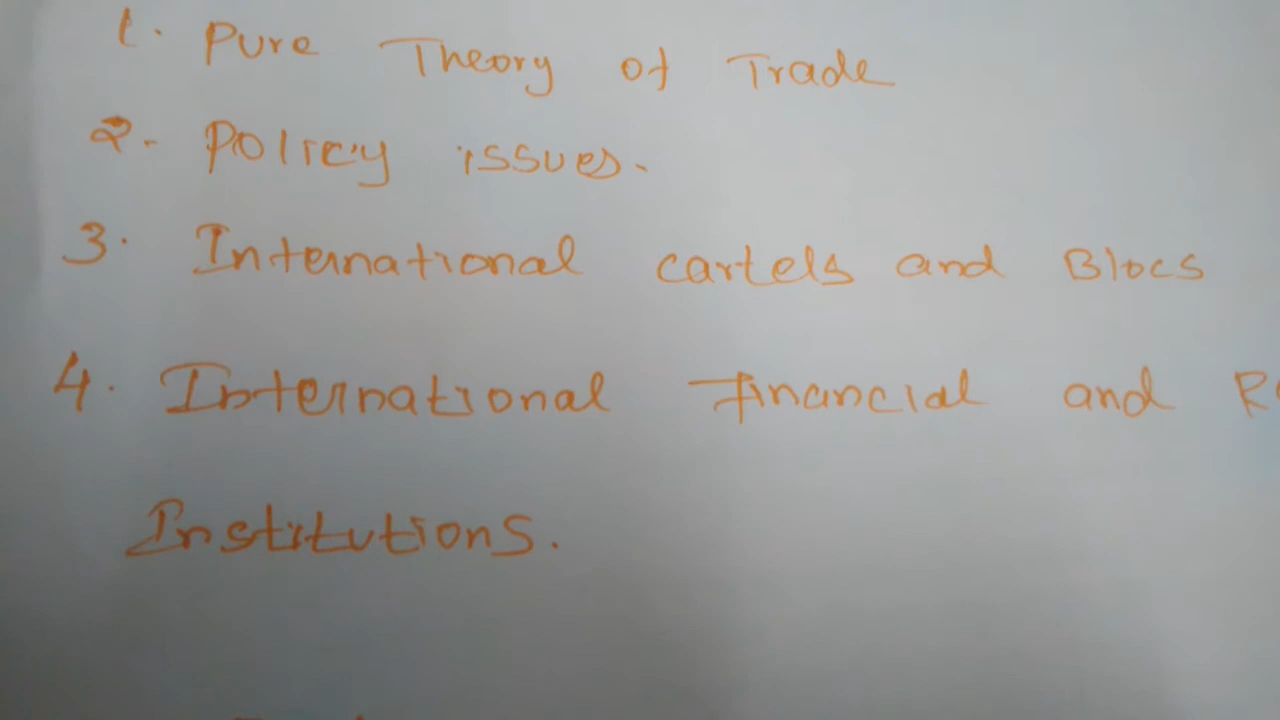 1. Pure Theory of Trade
2. Policy issues.
3. International cartels and Blocs
4. International Financial and
Institutions.